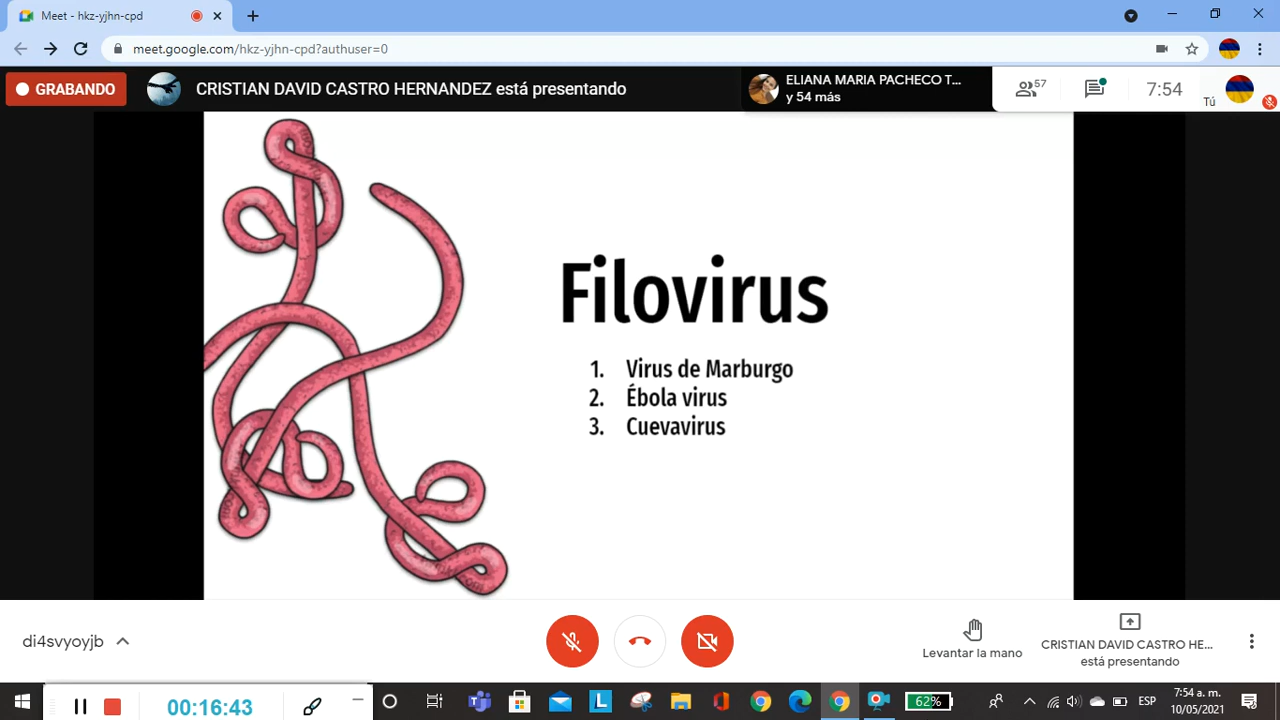 Meet - hkz-yjhn-cpd
meet.google.com/hkz-yjhn-cpd?authuser=0
GRABANDO
CRISTIAN DAVID CASTRO HERNANDEZ está presentando
ELIANA MARIA PACHECO T...
y 54 más
57
7:54
Tú
Filovirus
1. Virus de Marburgo
2. Ébola virus
3. Cuevavirus
di4svyoyjb
Levantar la mano
CRISTIAN DAVID CASTRO HE...
está presentando
00:16:43
62%
ESP
7:54 a. m.
10/05/2021